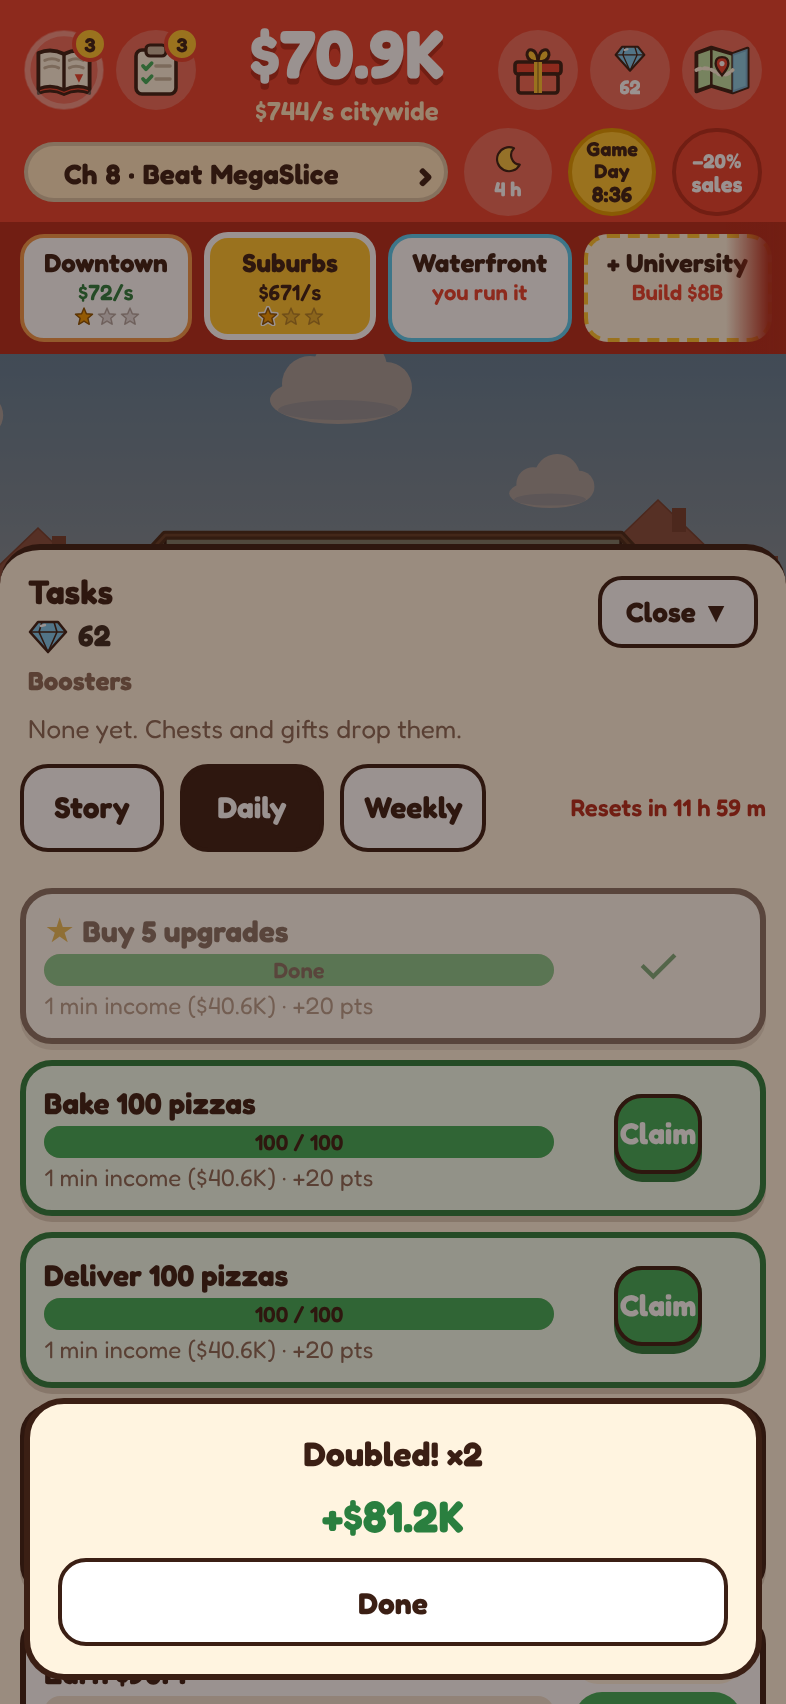 3
3
$70.9K
$744/s citywide
62
Ch 8 · Beat MegaSlice
4 h
Game
Day
8:36
-20%
sales
Downtown
$72/s
Suburbs
$671/s
Waterfront
you run it
+ University
Build $8B
Tasks
Close ▼
62
Boosters
None yet. Chests and gifts drop them.
Story
Daily
Weekly
Resets in 11 h 59 m
Buy 5 upgrades
Done
1 min income ($40.6K) · +20 pts
Bake 100 pizzas
100 / 100
Claim
1 min income ($40.6K) · +20 pts
Deliver 100 pizzas
100 / 100
Claim
1 min income ($40.6K) · +20 pts
Doubled! x2
+$81.2K
Done